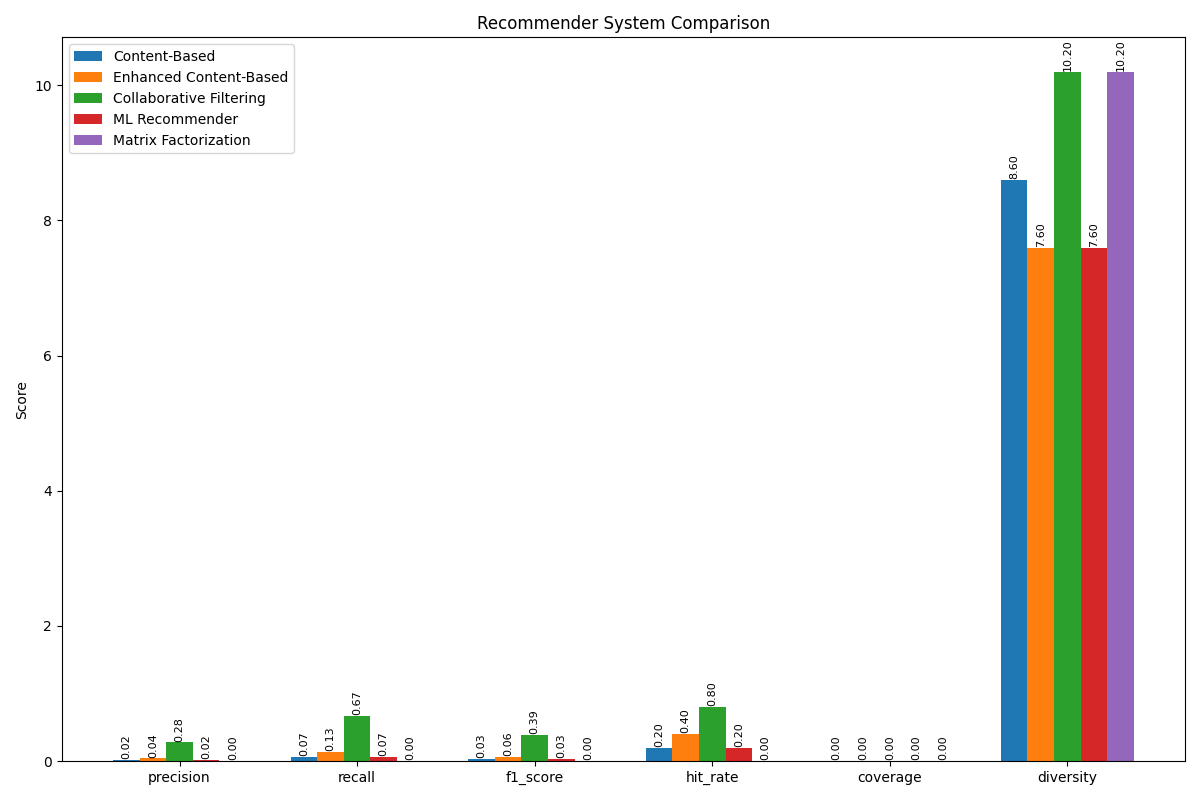 Recommender System Comparison
Content-Based
Enhanced Content-Based
Collaborative Filtering
ML Recommender
Matrix Factorization
Score
10
8
6
4
2
0
0.02
0.04
0.28
0.02
0.00
0.07
0.13
0.67
0.07
0.00
0.03
0.06
0.39
0.03
0.00
0.20
0.40
0.80
0.20
0.00
0.00
0.00
0.00
0.00
0.00
8.60
7.60
10.20
7.60
10.20
precision
recall
f1_score
hit_rate
coverage
diversity